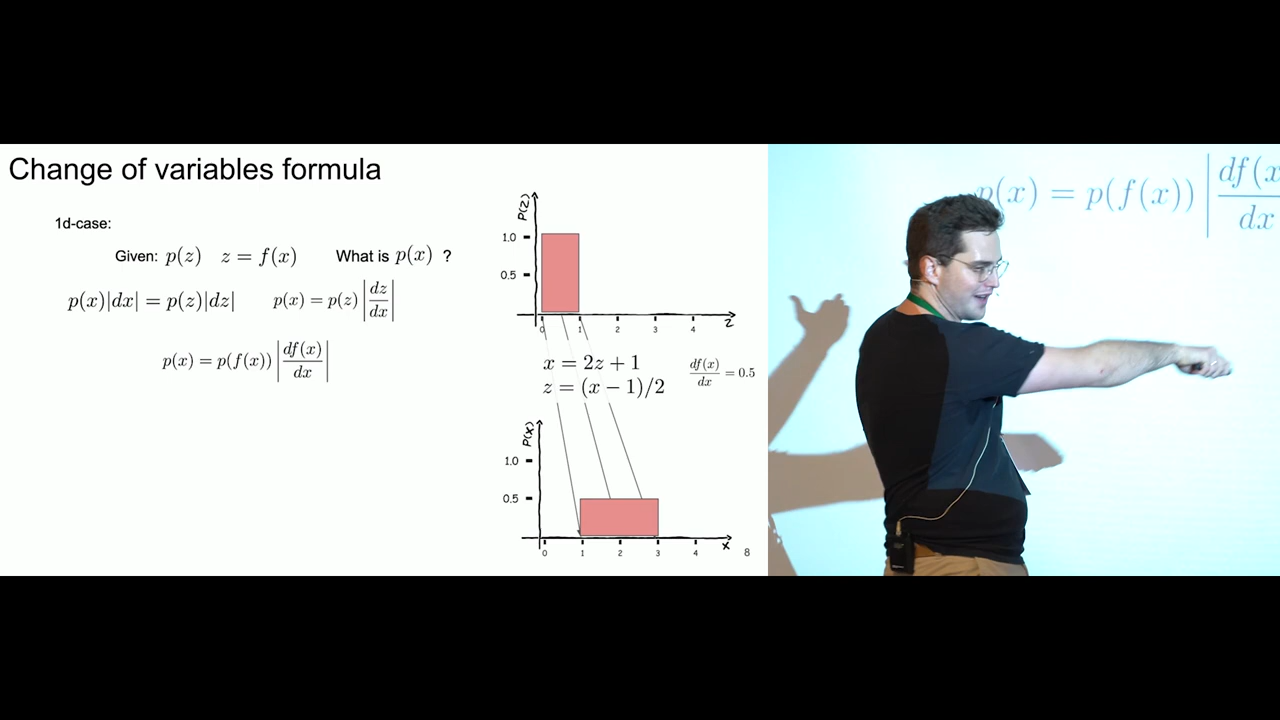 Change of variables formula
1d-case:
Given: p(z) z = f(x) What is p(x) ?
p(x)|dx| = p(z)|dz| p(x) = p(z) |dz/dx|
p(x) = p(f(x)) |df(x)/dx|
P(Z)
1.0
0.5
0 1 2 3 4 Z
x = 2z + 1
z = (x − 1)/2
df(x)/dx = 0.5
P(X)
1.0
0.5
0 1 2 3 4 X
8
p(x) = p(f(x)) |df(x
dx